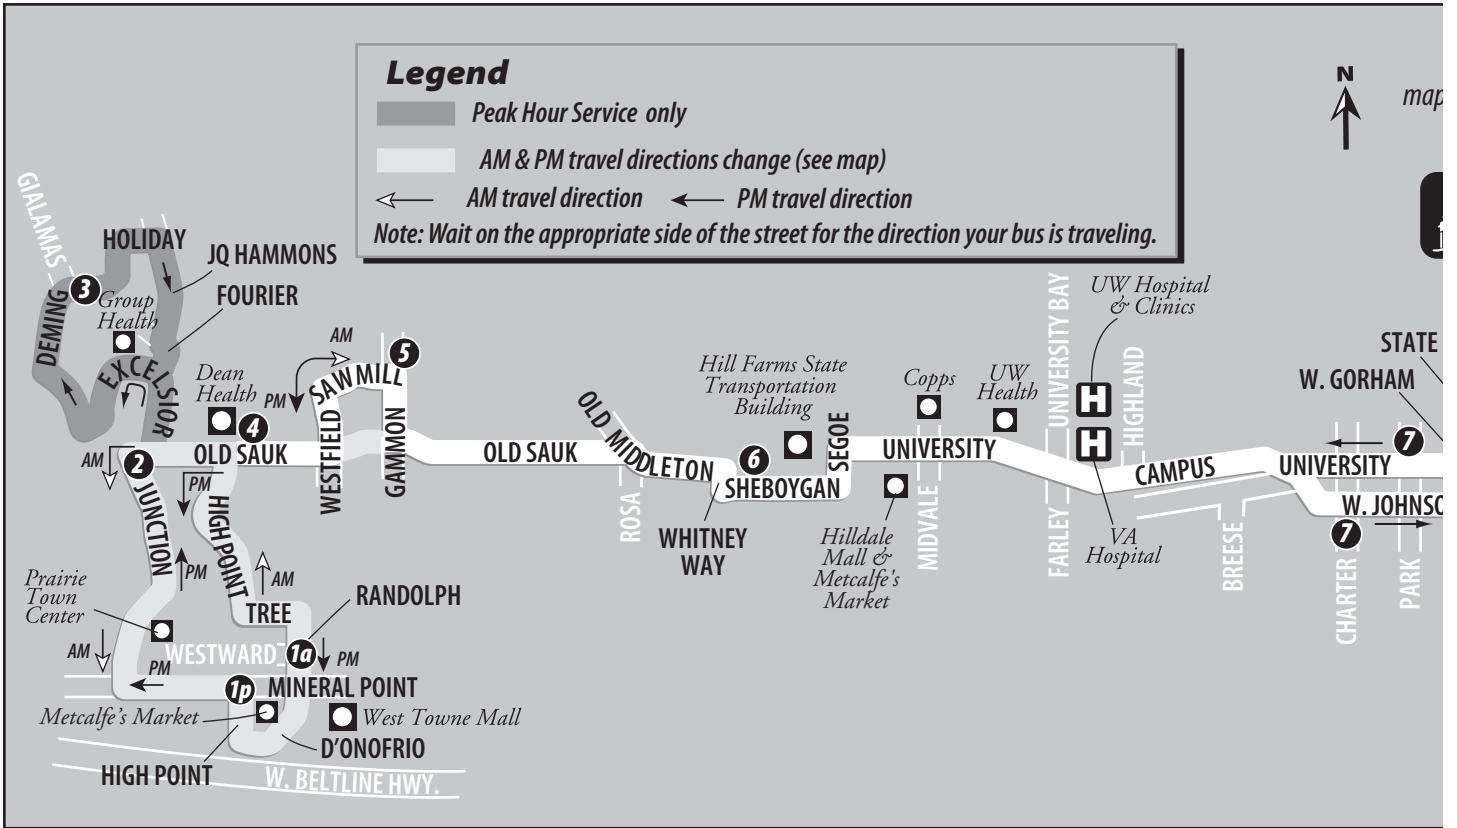 Legend
Peak Hour Service only
AM & PM travel directions change (see map)
AM travel direction
PM travel direction
Note: Wait on the appropriate side of the street for the direction your bus is traveling.
N
map
GIALAMAS
HOLIDAY
JQ HAMMONS
FOURIER
3
Group
Health
DEMING
EXCELSIOR
Dean
Health
4
AM
PM
SAWMILL
5
WESTFIELD
GAMMON
AM
2
OLD SAUK
PM
JUNCTION
HIGH POINT
PM
AM
TREE
RANDOLPH
Prairie
Town
Center
AM
PM
WESTWARD
1a
PM
1p
MINERAL POINT
Metcalfe's Market
West Towne Mall
D'ONOFRIO
HIGH POINT
W. BELTLINE HWY.
OLD SAUK
OLD MIDDLETON
ROSA
WHITNEY
WAY
6
SHEBOYGAN
Hill Farms State
Transportation
Building
SEGOE
Copps
UW
Health
UNIVERSITY
Hilldale
Mall &
Metcalfe's
Market
MIDVALE
UNIVERSITY BAY
FARLEY
UW Hospital
& Clinics
H
H
HIGHLAND
VA
Hospital
CAMPUS
BREESE
STATE
W. GORHAM
7
UNIVERSITY
W. JOHNSO
7
CHARTER
PARK